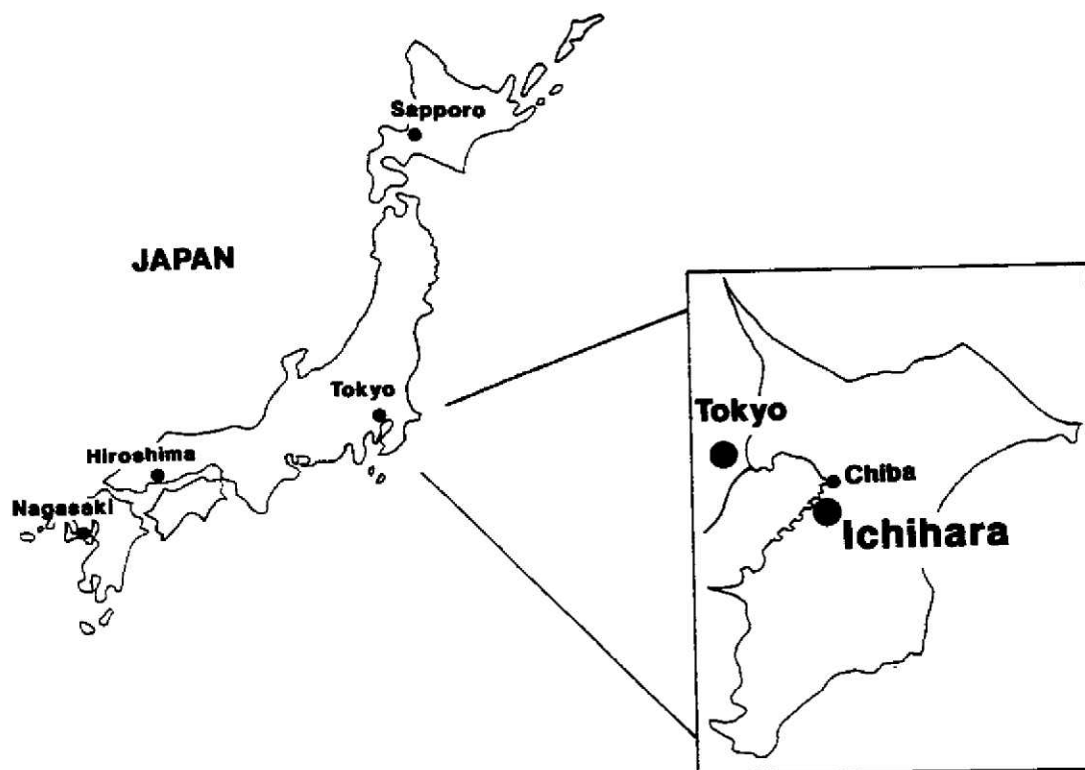 Sapporo
JAPAN
Tokyo
Hiroshima
Nagasaki
Tokyo
Chiba
Ichihara